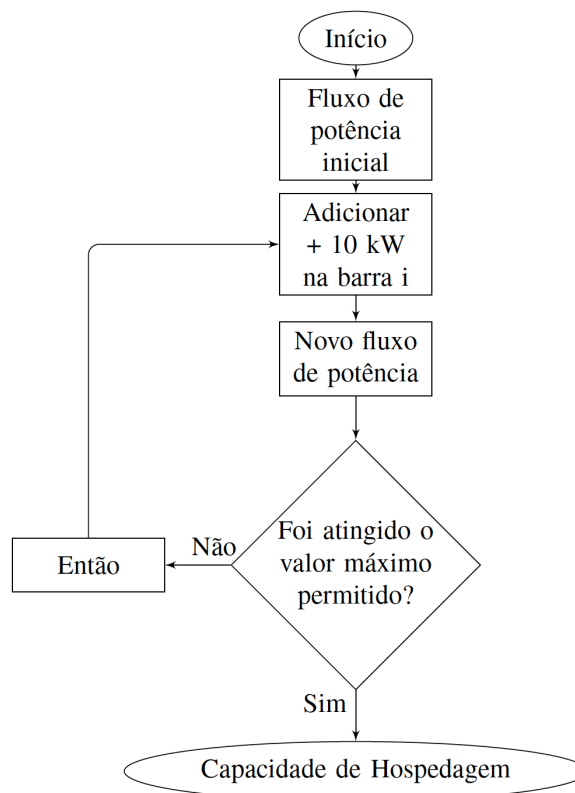 Início
Fluxo de
potência
inicial
Adicionar
+ 10 kW
na barra i
Novo fluxo
de potência
Foi atingido o
valor máximo
permitido?
Não
Então
Sim
Capacidade de Hospedagem